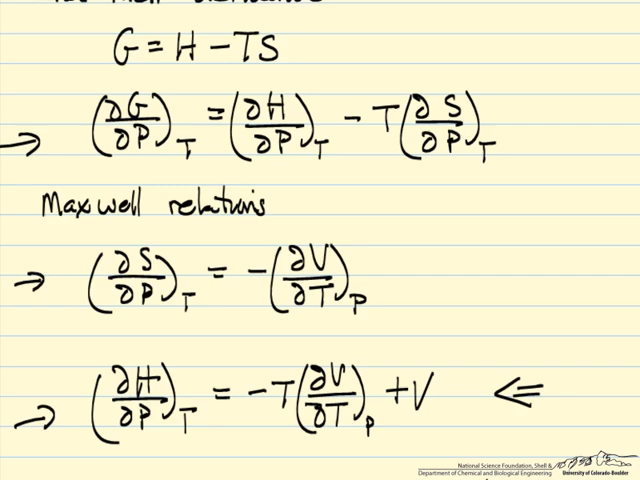 G = H - TS
→ (∂G/∂P)_T = (∂H/∂P)_T - T(∂S/∂P)_T
Maxwell relations
→ (∂S/∂P)_T = -(∂V/∂T)_P
→ (∂H/∂P)_T = -T(∂V/∂T)_P + V <=
National Science Foundation, Shell &
Department of Chemical and Biological Engineering
University of Colorado-Boulder